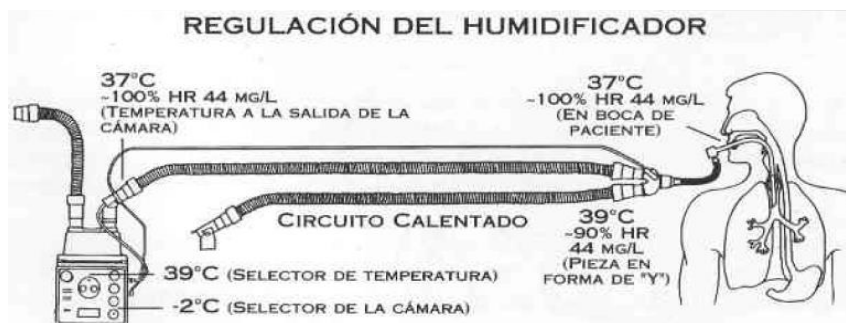 REGULACIÓN DEL HUMIDIFICADOR
37°C
~100% HR 44 MG/L
(TEMPERATURA A LA SALIDA DE LA
CÁMARA)
37°C
~100% HR 44 MG/L
(EN BOCA DE
PACIENTE)
CIRCUITO CALENTADO
39°C
~90% HR
44 MG/L
(PIEZA EN
FORMA DE "Y")
39°C (SELECTOR DE TEMPERATURA)
-2°C (SELECTOR DE LA CÁMARA)